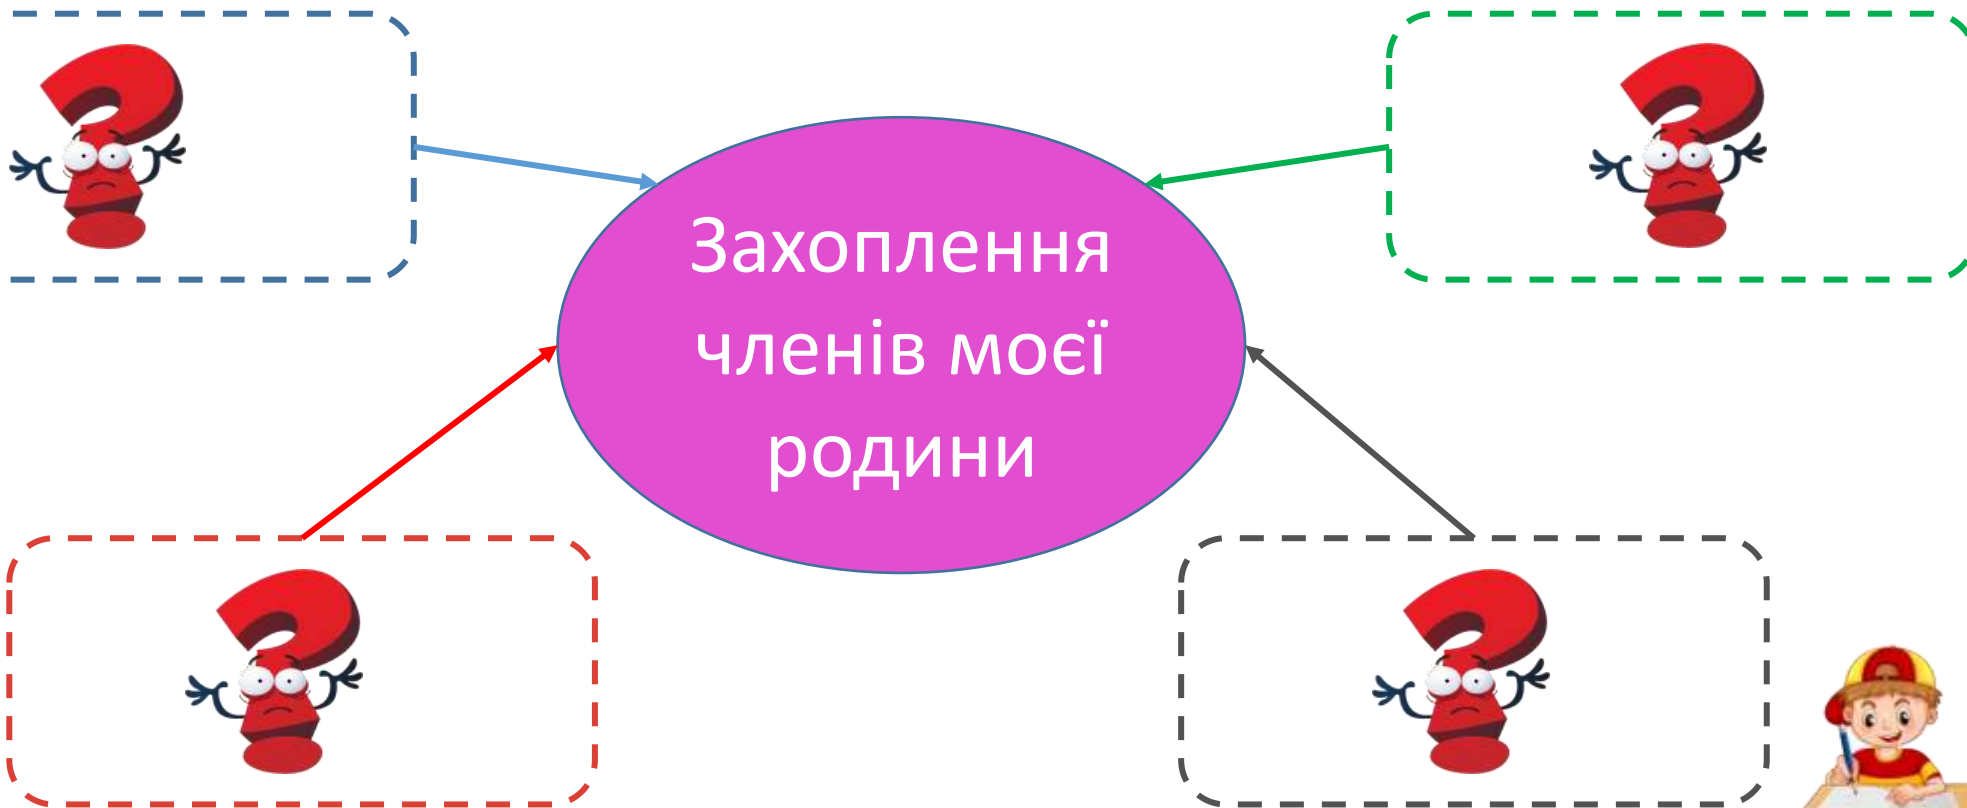 Захоплення
членів моєї
родини